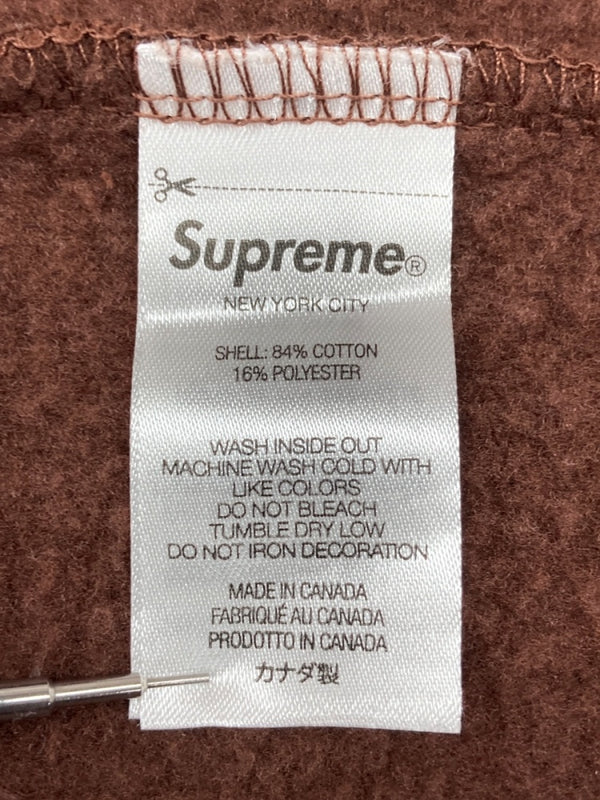 Supreme®
NEW YORK CITY
SHELL: 84% COTTON
16% POLYESTER
WASH INSIDE OUT
MACHINE WASH COLD WITH
LIKE COLORS
DO NOT BLEACH
TUMBLE DRY LOW
DO NOT IRON DECORATION
MADE IN CANADA
FABRIQUÉ AU CANADA
PRODOTTO IN CANADA
カナダ製